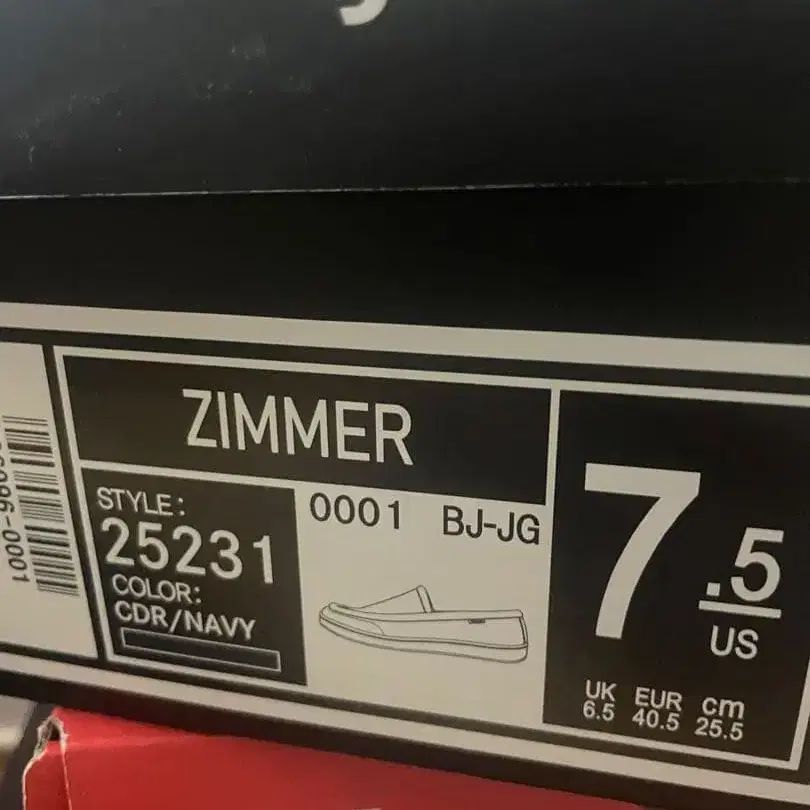 ZIMMER
STYLE:
25231
COLOR:
CDR/NAVY
0001 BJ-JG
7.5
US
UK EUR cm
6.5 40.5 25.5
-0001